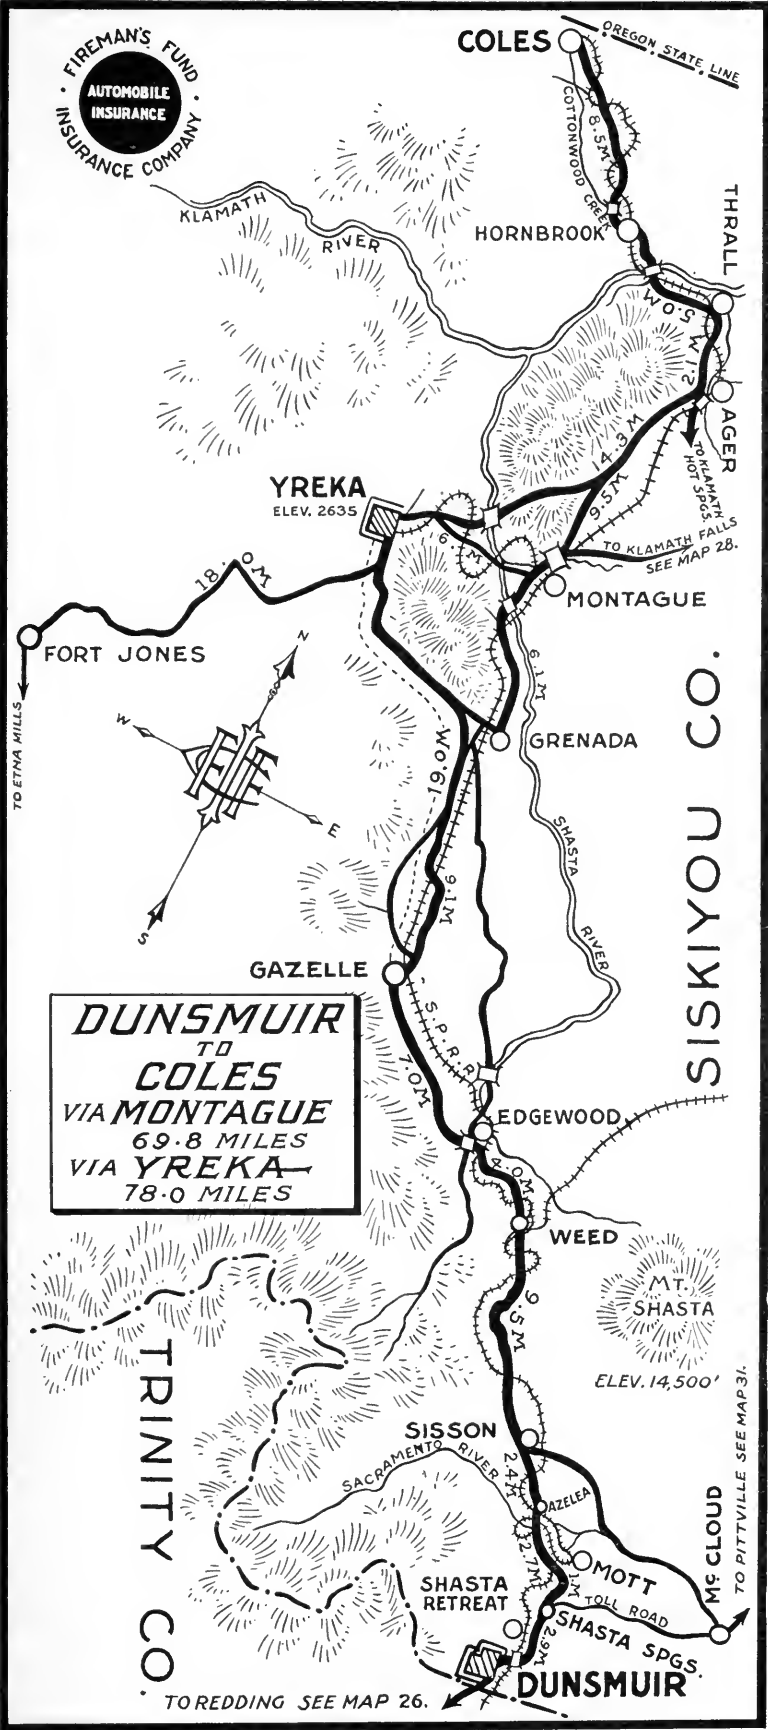 FIREMAN'S FUND
INSURANCE COMPANY
AUTOMOBILE
INSURANCE
COLES
OREGON STATE LINE
COTTONWOOD CREEK
8.5M
KLAMATH
RIVER
HORNBROOK
THRALL
5.0M
2.1M
AGER
14.3M
9.5M
TO KLAMATH
HOT SPGS.
YREKA
ELEV. 2635
TO KLAMATH FALLS
SEE MAP 28.
18.0M
MONTAGUE
FORT JONES
TO ETNA MILLS
N
W
E
S
6.1M
GRENADA
SISKIYOU CO.
19.0M
SHASTA
RIVER
9.1M
GAZELLE
S.P.R.R.
7.0M
DUNSMUIR
TO
COLES
VIA MONTAGUE
69.8 MILES
VIA YREKA
78.0 MILES
EDGEWOOD
4.0M
WEED
9.5M
MT.
SHASTA
ELEV. 14,500'
TRINITY CO.
SISSON
2.4M
SACRAMENTO RIVER
AZELEA
2.7M
MOTT
1M
TOLL ROAD
McCLOUD
TO PITTVILLE SEE MAP 31.
SHASTA
RETREAT
SHASTA SPGS.
2.9M
DUNSMUIR
TO REDDING SEE MAP 26.